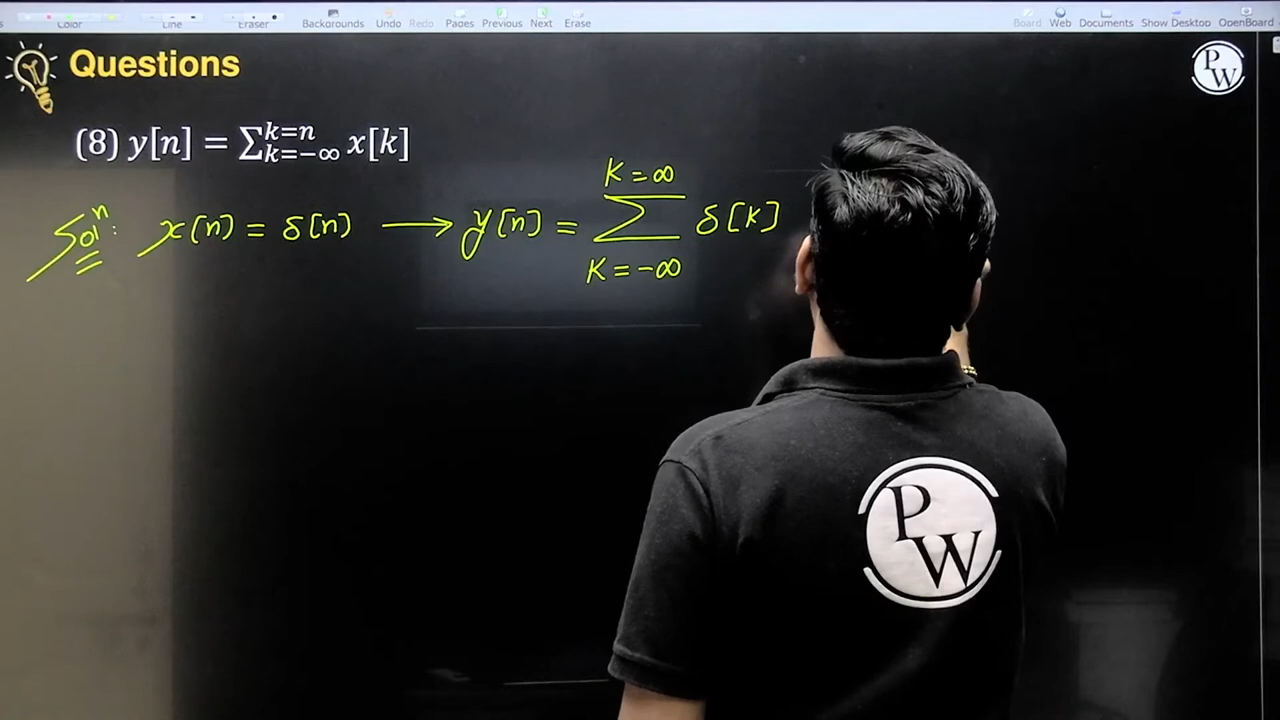 Color Line Eraser Backgrounds Undo Redo Pages Previous Next Erase Board Web Documents Show Desktop OpenBoard
Questions
PW
(8) y[n] = ∑_{k=-∞}^{k=n} x[k]
Solⁿ: x(n) = δ[n] ⟶ y[n] = ∑_{K=-∞}^{K=∞} δ[K]
PW